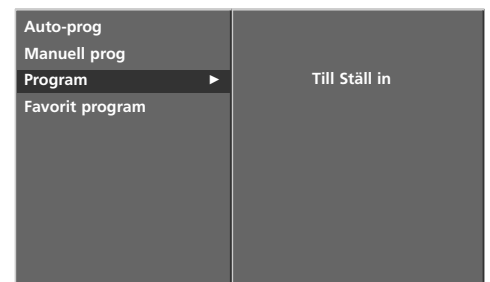 Auto-prog
Manuell prog
Program ►
Till Ställ in
Favorit program